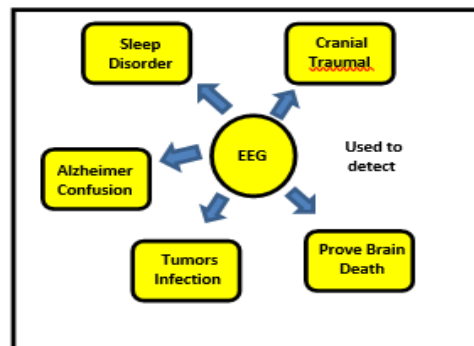 Sleep
Disorder
Cranial
Traumal
EEG
Used to
detect
Alzheimer
Confusion
Tumors
Infection
Prove Brain
Death